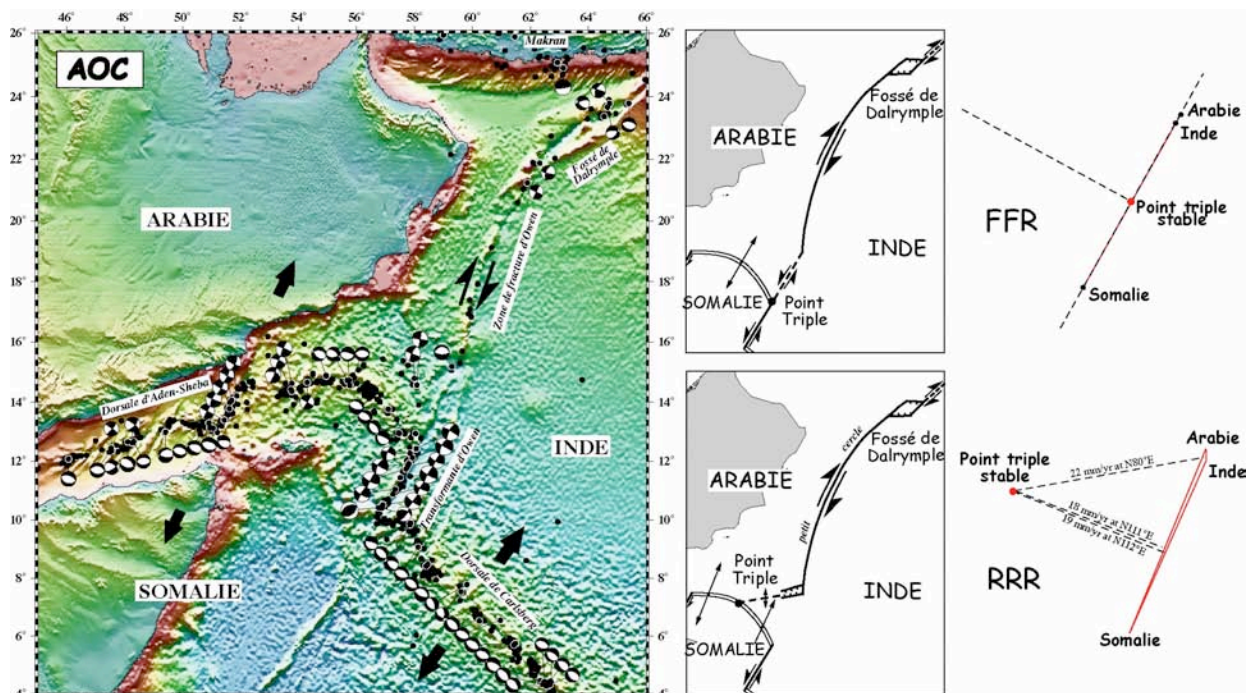 46° 48° 50° 52° 54° 56° 58° 60° 62° 64° 66°
26°
24°
22°
20°
18°
16°
14°
12°
10°
8°
6°
4°
AOC
Makran
Fossé de
Dalrymple
ARABIE
Zone de fracture d'Owen
Dorsale d'Aden-Sheba
INDE
Transformante d'Owen
Dorsale de Carlsberg
SOMALIE
ARABIE
Fossé de
Dalrymple
INDE
SOMALIE
Point
Triple
FFR
Arabie
Inde
Point triple
stable
Somalie
ARABIE
cercle
petit
Fossé de
Dalrymple
Point
Triple
INDE
SOMALIE
Point triple
stable
22 mm/yr at N80°E
18 mm/yr at N111°E
19 mm/yr at N112°E
Arabie
Inde
RRR
Somalie